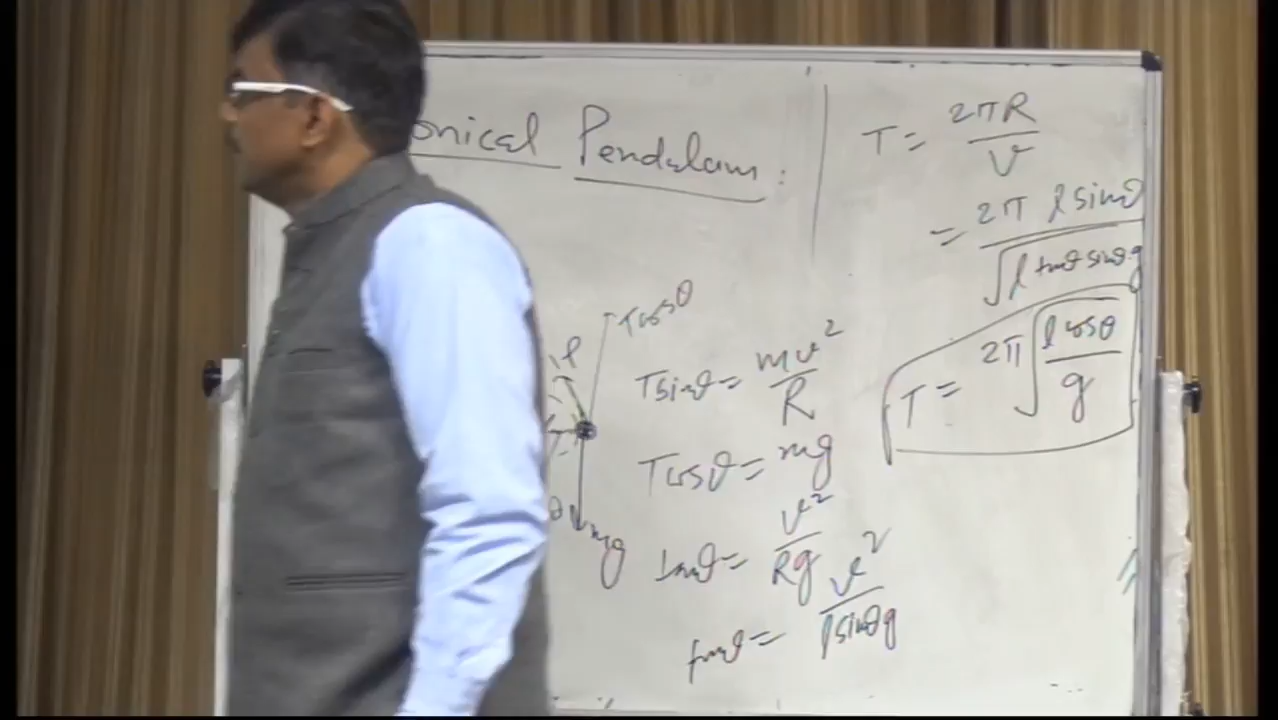 onical Pendulam:
T cosθ
l
θ
mg
T sinθ = mv²/R
T cosθ = mg
tanθ = v²/Rg
tanθ = v²/l sinθ g
T = 2πR/V
= 2π l sinθ/√l tanθ sinθ g
T = 2π √l cosθ/g